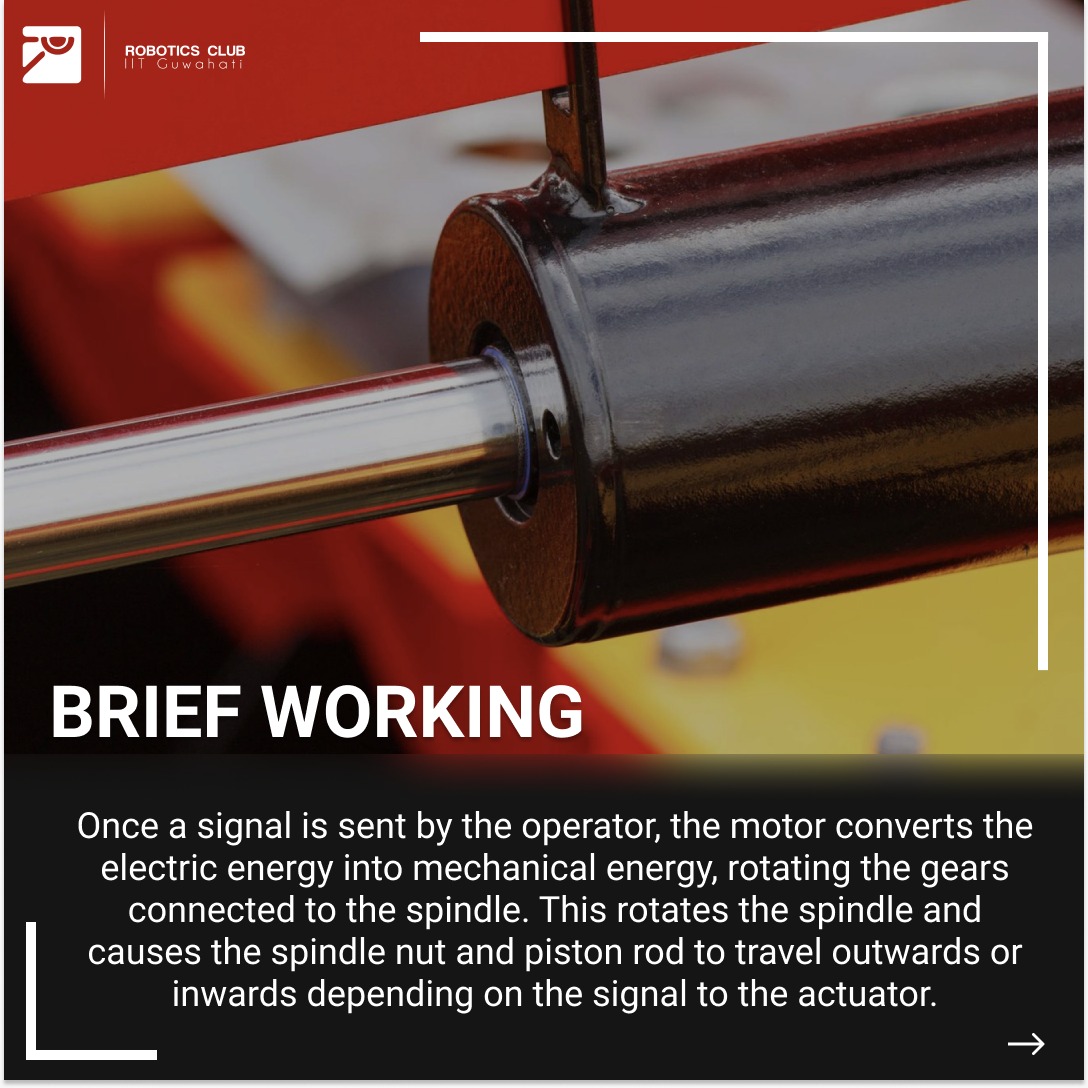 ROBOTICS CLUB
IIT Guwahati
BRIEF WORKING
Once a signal is sent by the operator, the motor converts the
electric energy into mechanical energy, rotating the gears
connected to the spindle. This rotates the spindle and
causes the spindle nut and piston rod to travel outwards or
inwards depending on the signal to the actuator.